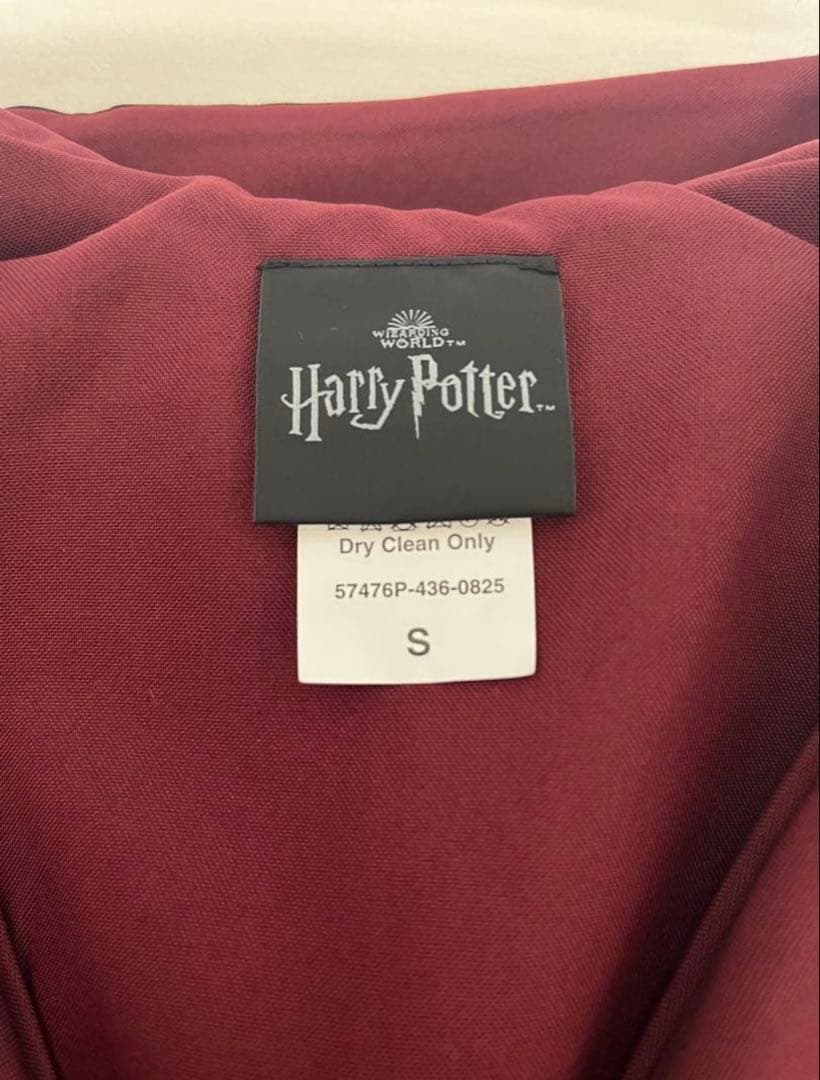 WIZARDING
WORLD™
Harry Potter™
Dry Clean Only
57476P-436-0825
S